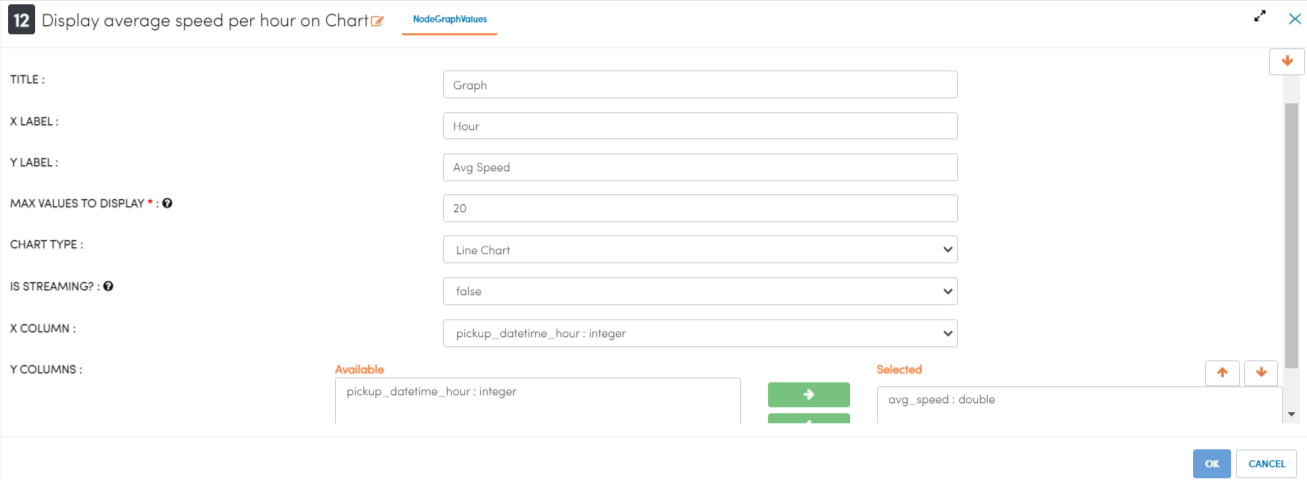 12 Display average speed per hour on Chart NodeGraphValues
TITLE : Graph
X LABEL : Hour
Y LABEL : Avg Speed
MAX VALUES TO DISPLAY * : 20
CHART TYPE : Line Chart
IS STREAMING? : false
X COLUMN : pickup_datetime_hour : integer
Y COLUMNS : Available Selected
pickup_datetime_hour : integer avg_speed : double
OK CANCEL